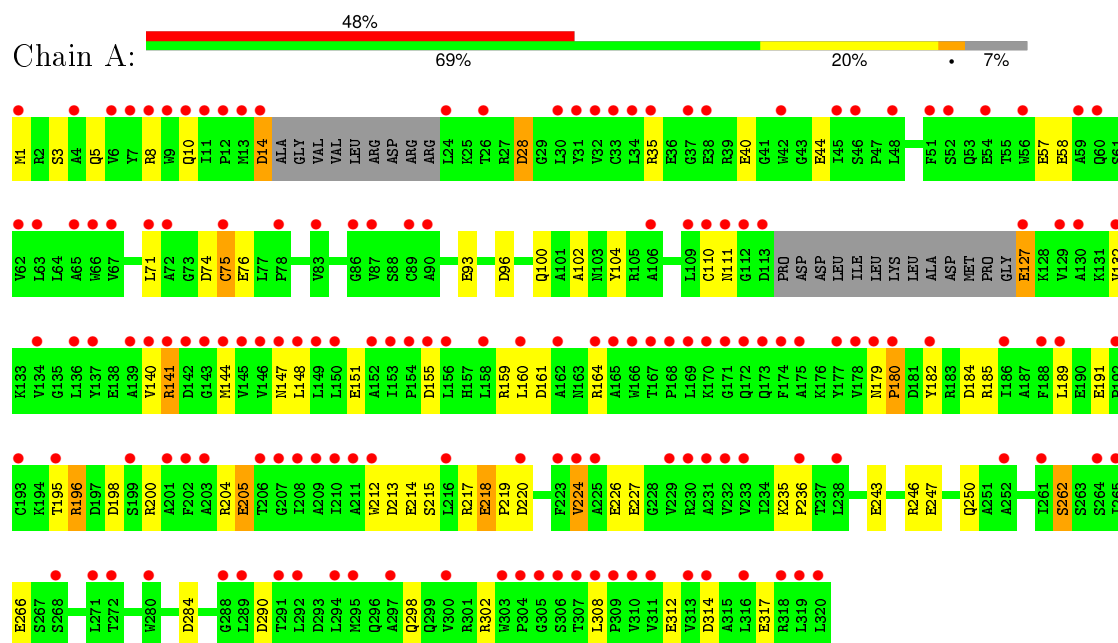 48%
Chain A:
69% 20% • 7%
M1 R2 S3 A4 Q5 V6 Y7 R8 W9 Q10 I11 P12 M13 D14 ALA GLY VAL VAL LEU ARG ASP ARG ARG L24 K25 T26 R27 D28 G29 L30 Y31 V32 C33 L34 R35 E36 G37 E38 R39 E40 G41 W42 G43 E44 I45 S46 P47 L48 F51 S52 Q53 E54 T55 W56 E57 E58 A59 Q60 S61
V62 L63 L64 A65 W66 V67 L71 A72 G73 D74 C75 E76 L77 P78 V83 G86 V87 S88 C89 A90 E93 D96 Q100 A101 A102 N103 Y104 R105 A106 L109 C110 N111 G112 D113 PRO ASP ASP LEU ILE LEU LYS LEU ALA ASP MET PRO GLY E127 K128 V129 A130 K131 V132
K133 V134 G135 L136 Y137 E138 A139 V140 R141 D142 G143 M144 V145 V146 N147 L148 L149 L150 E151 A152 I153 P154 D155 L156 H157 L158 R159 L160 D161 A162 N163 R164 A165 W166 T167 P168 L169 K170 G171 Q172 Q173 F174 A175 K176 Y177 V178 N179 P180 D181 Y182 R183 D184 R185 I186 A187 F188 L189 E190 E191 P192
C193 K194 T195 R196 D197 D198 S199 R200 A201 F202 A203 R204 E205 T206 G207 I208 A209 I210 A211 W212 D213 E214 S215 L216 R217 E218 P219 D220 F223 V224 A225 E226 E227 G228 V229 R230 A231 V232 V233 I234 K235 P236 T237 L238 E243 R246 E247 Q250 A251 A252 I261 S262 S263 S264 I265
E266 S267 S268 L271 T272 W280 D284 G288 L289 D290 T291 L292 D293 L294 M295 Q296 A297 Q298 Q299 V300 R301 R302 W303 P304 G305 S306 T307 L308 P309 V310 V311 E312 V313 D314 A315 L316 E317 R318 L319 L320